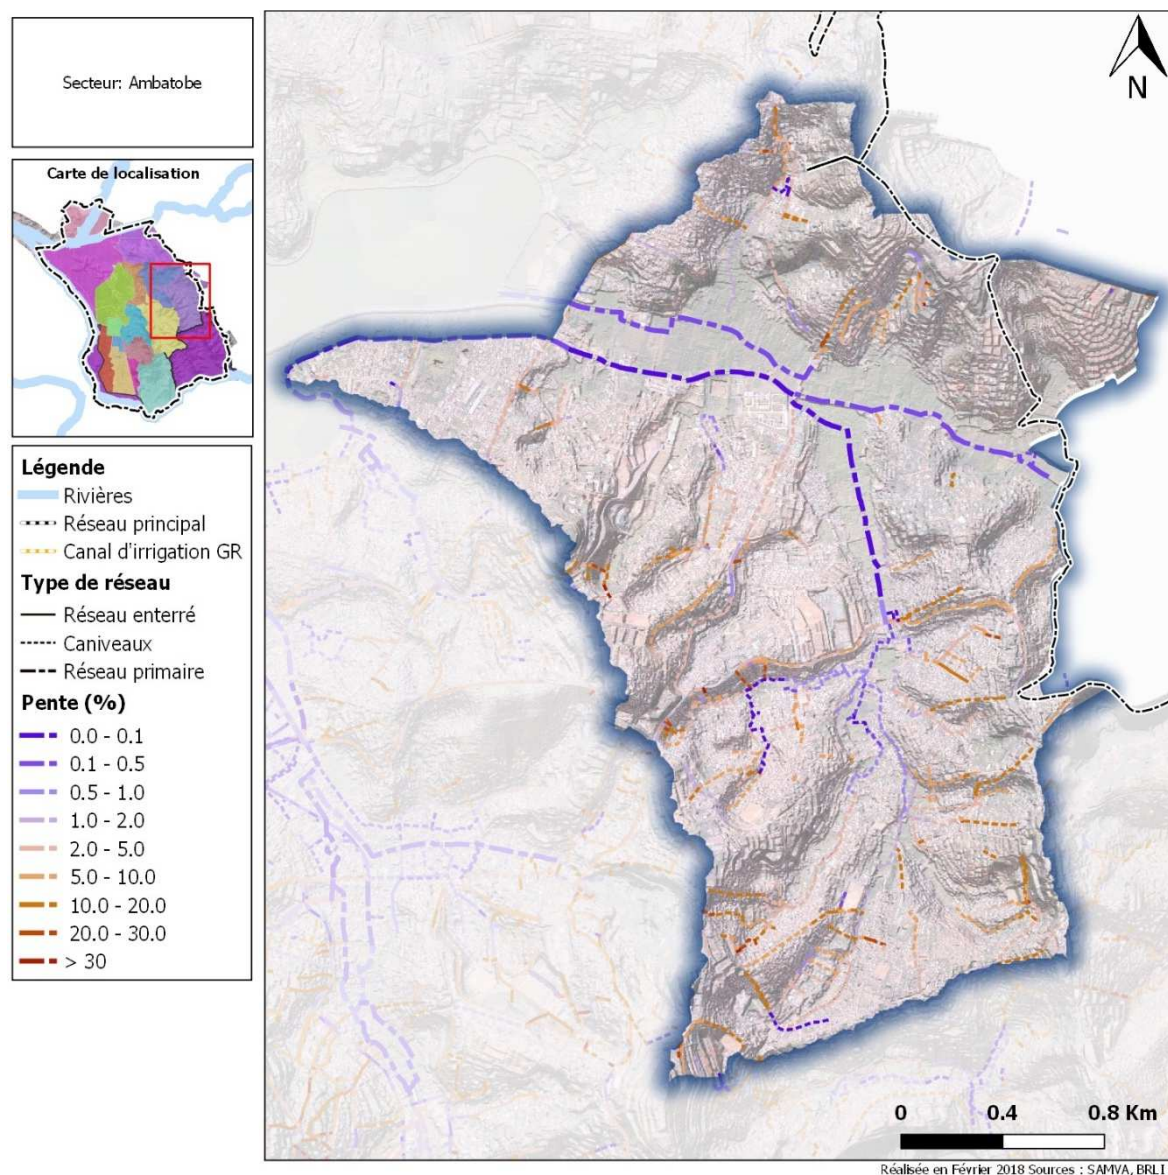 Secteur: Ambatobe
Carte de localisation
Légende
Rivières
Réseau principal
Canal d'irrigation GR
Type de réseau
Réseau enterré
Caniveaux
Réseau primaire
Pente (%)
0.0 - 0.1
0.1 - 0.5
0.5 - 1.0
1.0 - 2.0
2.0 - 5.0
5.0 - 10.0
10.0 - 20.0
20.0 - 30.0
> 30
N
0 0.4 0.8 Km
Réalisée en Février 2018 Sources : SAMVA, BRLI